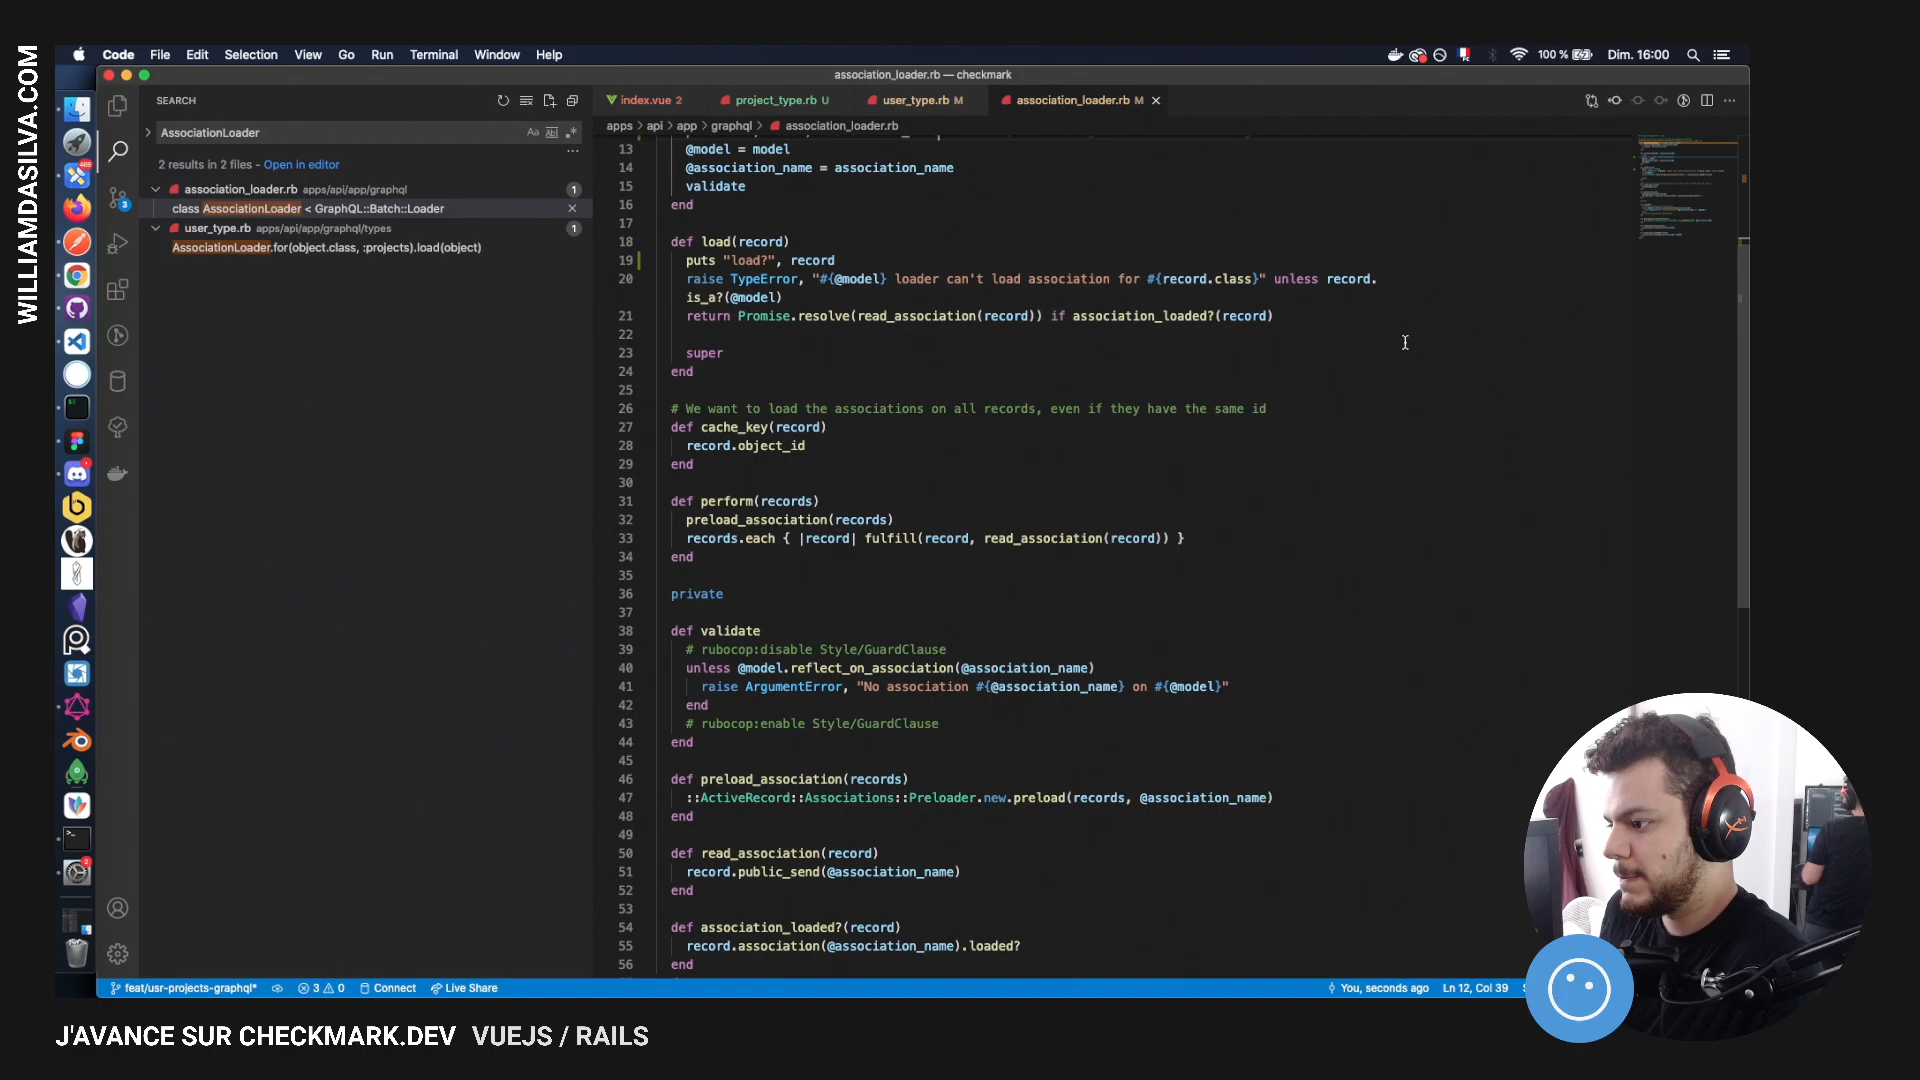 WILLIAMDASILVA.COM
Code File Edit Selection View Go Run Terminal Window Help
100 % Dim. 16:00
association_loader.rb — checkmark
SEARCH
index.vue 2 project_type.rb U user_type.rb M association_loader.rb M
apps > api > app > graphql > association_loader.rb
AssociationLoader
2 results in 2 files - Open in editor
association_loader.rb apps/api/app/graphql 1
class AssociationLoader < GraphQL::Batch::Loader
user_type.rb apps/api/app/graphql/types 1
AssociationLoader.for(object.class, :projects).load(object)
13 @model = model
14 @association_name = association_name
15 validate
16 end
17
18 def load(record)
19 puts "load?", record
20 raise TypeError, "#{@model} loader can't load association for #{record.class}" unless record.
is_a?(@model)
21 return Promise.resolve(read_association(record)) if association_loaded?(record)
22
23 super
24 end
25
26 # We want to load the associations on all records, even if they have the same id
27 def cache_key(record)
28 record.object_id
29 end
30
31 def perform(records)
32 preload_association(records)
33 records.each { |record| fulfill(record, read_association(record)) }
34 end
35
36 private
37
38 def validate
39 # rubocop:disable Style/GuardClause
40 unless @model.reflect_on_association(@association_name)
41 raise ArgumentError, "No association #{@association_name} on #{@model}"
42 end
43 # rubocop:enable Style/GuardClause
44 end
45
46 def preload_association(records)
47 ::ActiveRecord::Associations::Preloader.new.preload(records, @association_name)
48 end
49
50 def read_association(record)
51 record.public_send(@association_name)
52 end
53
54 def association_loaded?(record)
55 record.association(@association_name).loaded?
56 end
feat/usr-projects-graphql* 3 0 Connect Live Share You, seconds ago Ln 12, Col 39
J'AVANCE SUR CHECKMARK.DEV VUEJS / RAILS